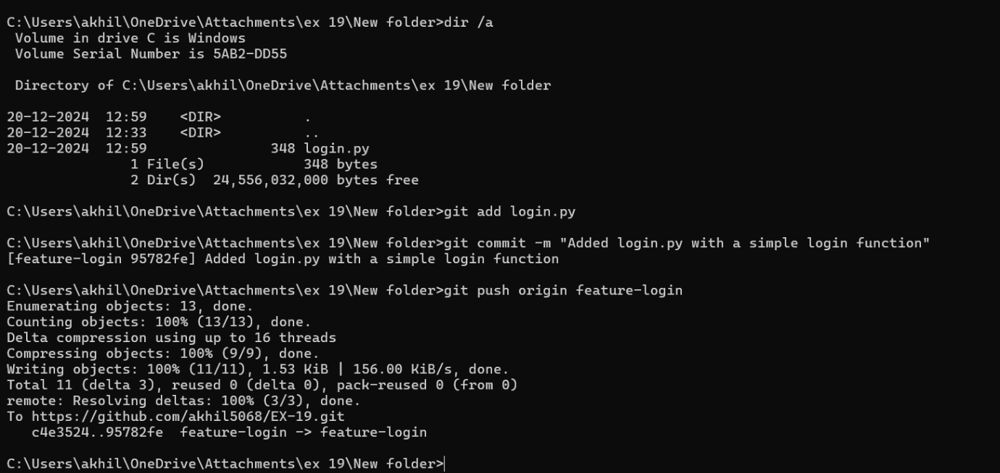 C:\Users\akhil\OneDrive\Attachments\ex 19\New folder>dir /a
 Volume in drive C is Windows
 Volume Serial Number is 5AB2-DD55

 Directory of C:\Users\akhil\OneDrive\Attachments\ex 19\New folder

20-12-2024  12:59    <DIR>          .
20-12-2024  12:33    <DIR>          ..
20-12-2024  12:59               348 login.py
               1 File(s)            348 bytes
               2 Dir(s)  24,556,032,000 bytes free

C:\Users\akhil\OneDrive\Attachments\ex 19\New folder>git add login.py

C:\Users\akhil\OneDrive\Attachments\ex 19\New folder>git commit -m "Added login.py with a simple login function"
[feature-login 95782fe] Added login.py with a simple login function

C:\Users\akhil\OneDrive\Attachments\ex 19\New folder>git push origin feature-login
Enumerating objects: 13, done.
Counting objects: 100% (13/13), done.
Delta compression using up to 16 threads
Compressing objects: 100% (9/9), done.
Writing objects: 100% (11/11), 1.53 KiB | 156.00 KiB/s, done.
Total 11 (delta 3), reused 0 (delta 0), pack-reused 0 (from 0)
remote: Resolving deltas: 100% (3/3), done.
To https://github.com/akhil5068/EX-19.git
   c4e3524..95782fe  feature-login -> feature-login

C:\Users\akhil\OneDrive\Attachments\ex 19\New folder>